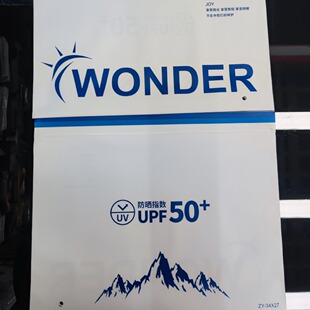 JOY
WONDER
防晒指数
UV
UPF 50+
ZY-34X27